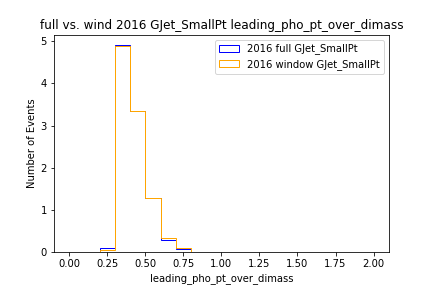 full vs. wind 2016 GJet_SmallPt leading_pho_pt_over_dimass
2016 full GJet_SmallPt
2016 window GJet_SmallPt
Number of Events
5
4
3
2
1
0
0.00 0.25 0.50 0.75 1.00 1.25 1.50 1.75 2.00
leading_pho_pt_over_dimass